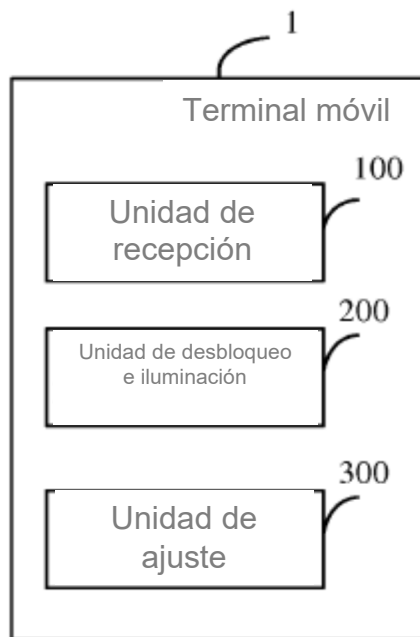 1
Terminal móvil
100
Unidad de
recepción
200
Unidad de desbloqueo
e iluminación
300
Unidad de
ajuste